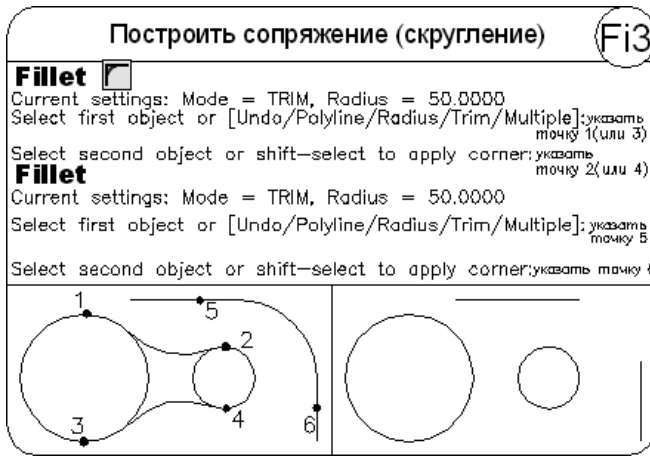 Построить сопряжение (скругление)
Fi3
Fillet
Current settings: Mode = TRIM, Radius = 50.0000
Select first object or [Undo/Polyline/Radius/Trim/Multiple]: указать
точку 1(или 3)
Select second object or shift-select to apply corner: указать
точку 2(или 4)
Fillet
Current settings: Mode = TRIM, Radius = 50.0000
Select first object or [Undo/Polyline/Radius/Trim/Multiple]: указать
точку 5
Select second object or shift-select to apply corner: указать точку
1
5
2
3
4
6